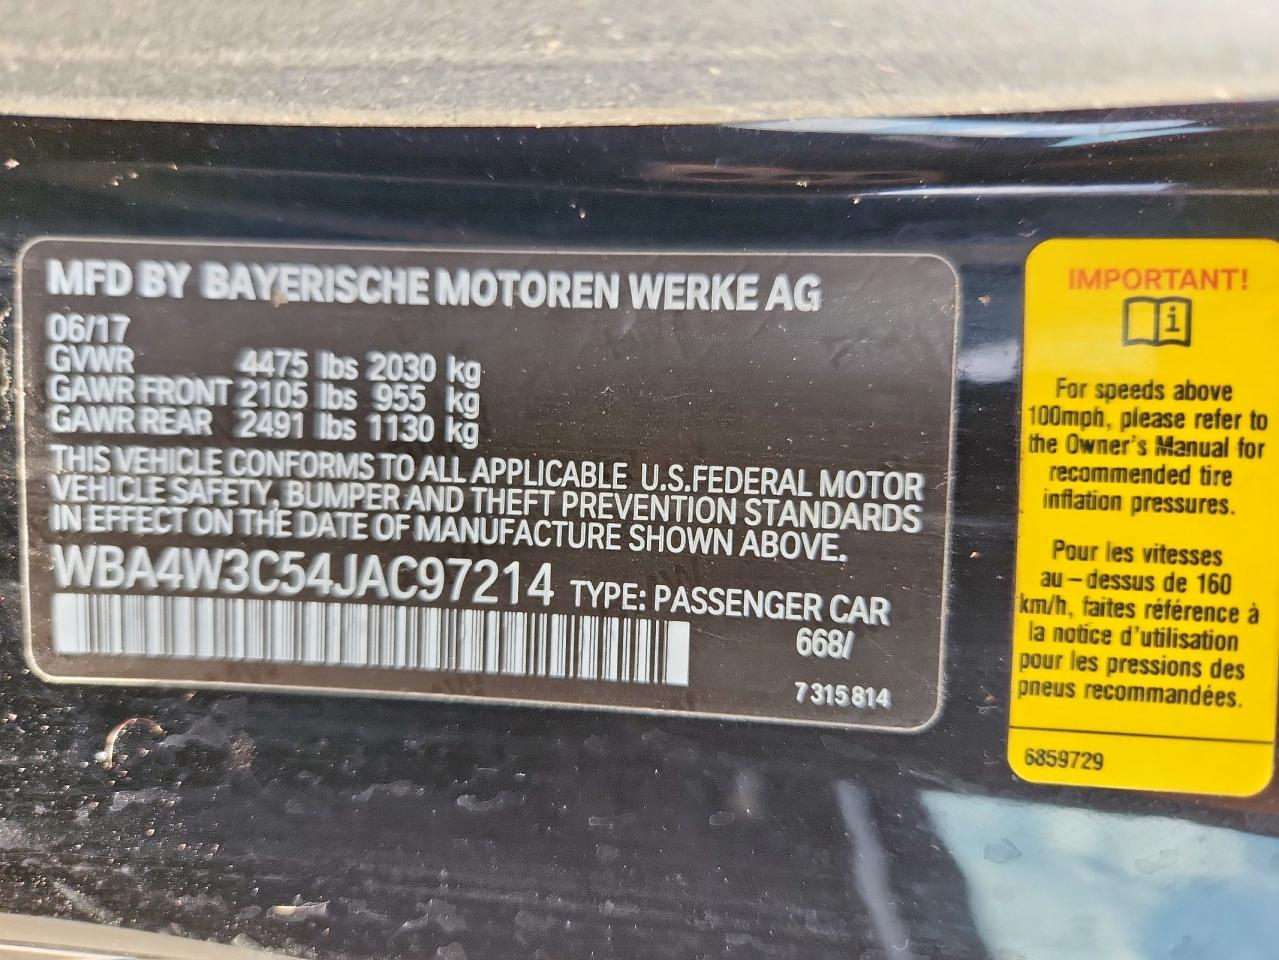 MFD BY BAYERISCHE MOTOREN WERKE AG
06/17
GVWR 4475 lbs 2030 kg
GAWR FRONT 2105 lbs 955 kg
GAWR REAR 2491 lbs 1130 kg
THIS VEHICLE CONFORMS TO ALL APPLICABLE U.S.FEDERAL MOTOR
VEHICLE SAFETY, BUMPER AND THEFT PREVENTION STANDARDS
IN EFFECT ON THE DATE OF MANUFACTURE SHOWN ABOVE.
WBA4W3C54JAC97214 TYPE: PASSENGER CAR
668/
7 315 814
IMPORTANT!
i
For speeds above
100mph, please refer to
the Owner's Manual for
recommended tire
inflation pressures.
Pour les vitesses
au-dessus de 160
km/h, faites référence à
la notice d'utilisation
pour les pressions des
pneus recommandées.
6859729